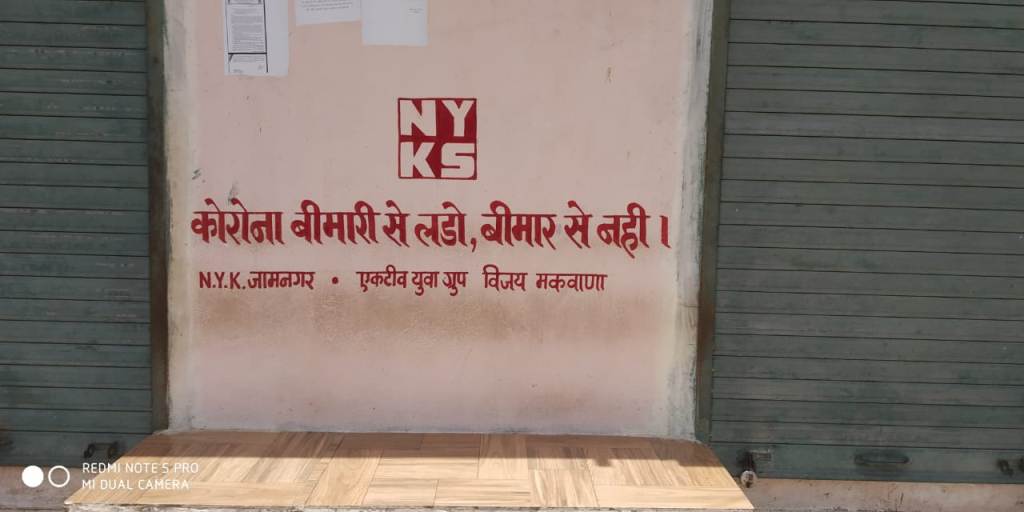 NY
KS
कोरोना बीमारी से लडो, बीमार से नही ।
N.Y.K. जामनगर • एकटीव युवा ग्रुप विजय मकवाणा
REDMI NOTE 5 PRO
MI DUAL CAMERA